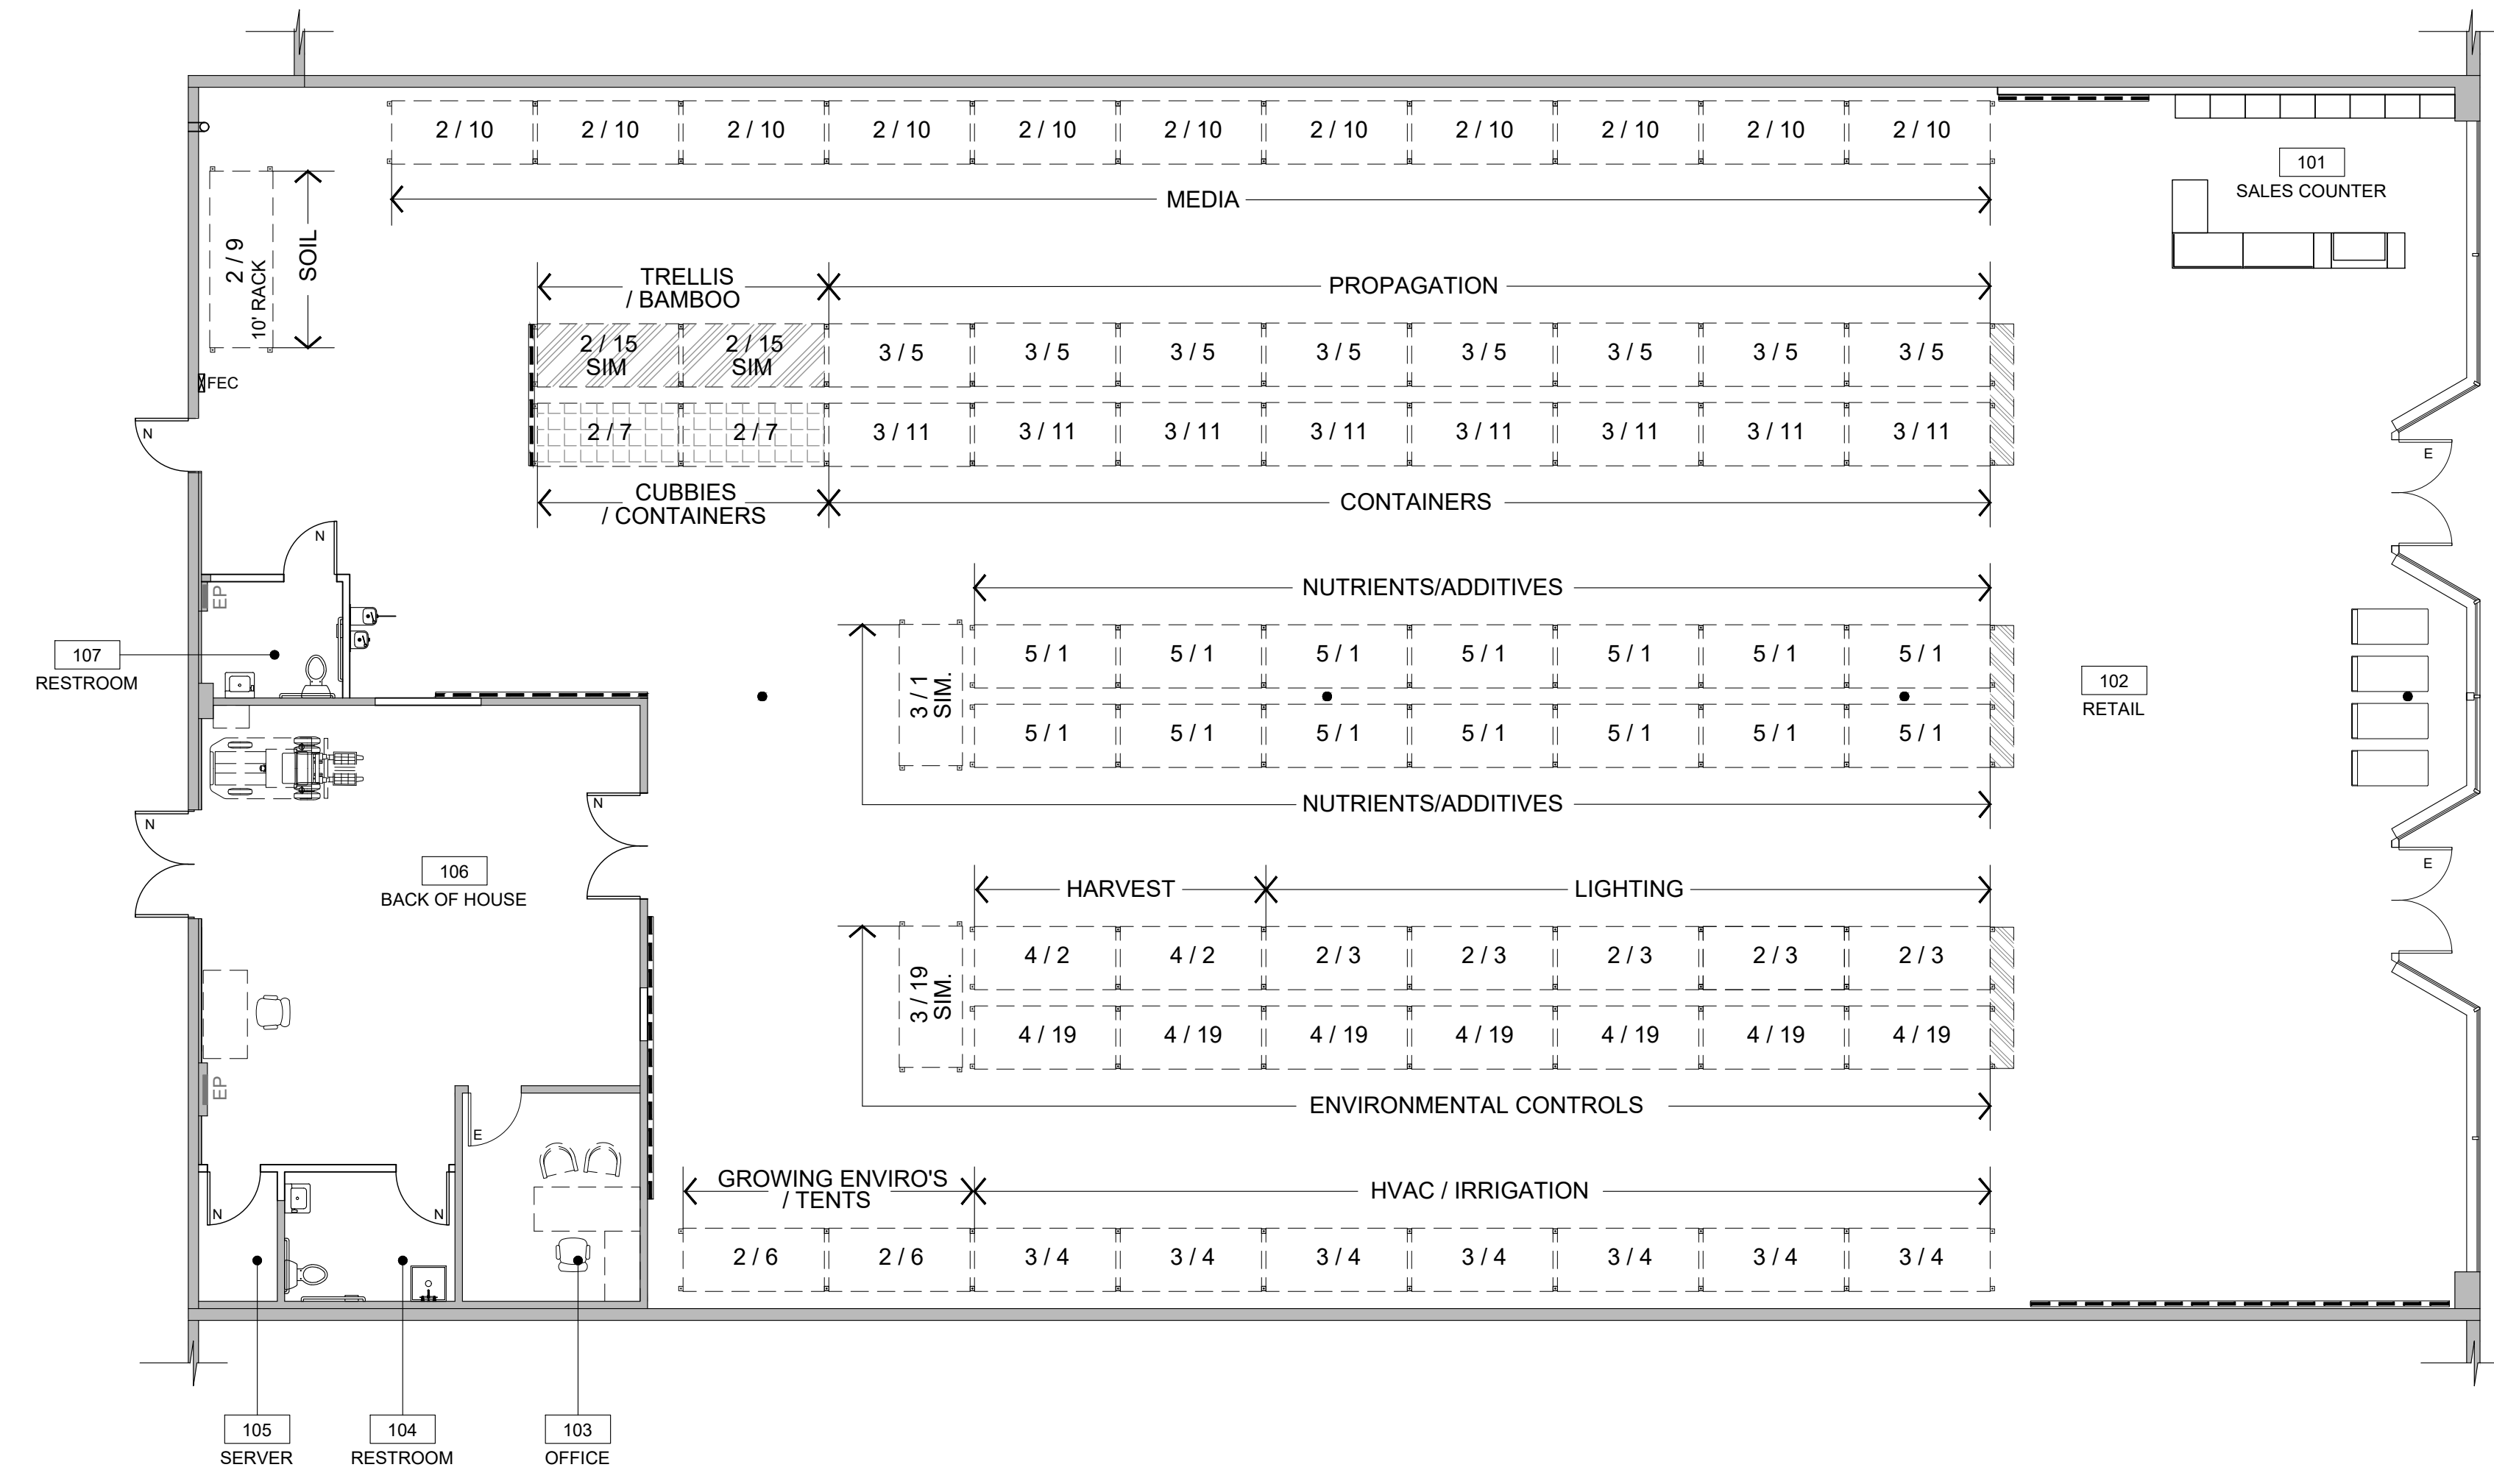 2 / 10 2 / 10 2 / 10 2 / 10 2 / 10 2 / 10 2 / 10 2 / 10 2 / 10 2 / 10 2 / 10
101
SALES COUNTER
MEDIA
2 / 9
10' RACK
SOIL
TRELLIS
/ BAMBOO
PROPAGATION
2 / 15
SIM
2 / 15
SIM
3 / 5 3 / 5 3 / 5 3 / 5 3 / 5 3 / 5 3 / 5 3 / 5
FEC
2 / 7 2 / 7 3 / 11 3 / 11 3 / 11 3 / 11 3 / 11 3 / 11 3 / 11 3 / 11
N
E
CUBBIES
/ CONTAINERS
CONTAINERS
N
EP
NUTRIENTS/ADDITIVES
107
RESTROOM
3 / 1
SIM.
5 / 1 5 / 1 5 / 1 5 / 1 5 / 1 5 / 1 5 / 1
102
RETAIL
5 / 1 5 / 1 5 / 1 5 / 1 5 / 1 5 / 1 5 / 1
NUTRIENTS/ADDITIVES
N
N
106
BACK OF HOUSE
E
HARVEST
LIGHTING
3 / 19
SIM.
4 / 2 4 / 2 2 / 3 2 / 3 2 / 3 2 / 3 2 / 3
4 / 19 4 / 19 4 / 19 4 / 19 4 / 19 4 / 19 4 / 19
EP
ENVIRONMENTAL CONTROLS
E
GROWING ENVIRO'S
/ TENTS
HVAC / IRRIGATION
N
N
2 / 6 2 / 6 3 / 4 3 / 4 3 / 4 3 / 4 3 / 4 3 / 4 3 / 4
105
SERVER
104
RESTROOM
103
OFFICE